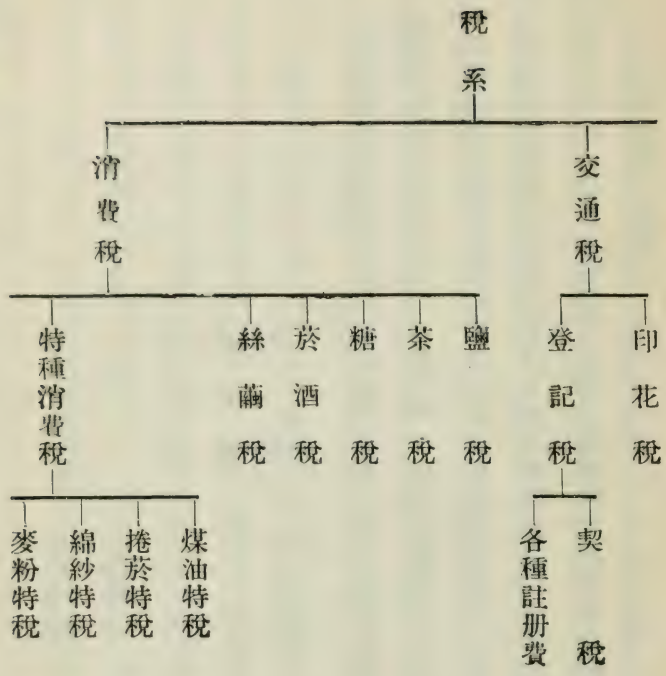 稅系
交通稅
消費稅
印花稅
登記稅
鹽稅
茶稅
糖稅
菸酒稅
絲繭稅
特種消費稅
契稅
各種註册費
煤油特稅
捲菸特稅
綿紗特稅
麥粉特稅